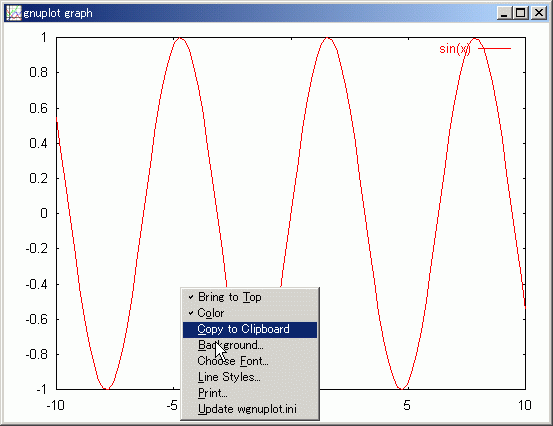 gnuplot graph
1
0.8
0.6
0.4
0.2
0
-0.2
-0.4
-0.6
-0.8
-1
-10
-5
5
10
sin(x)
Bring to Top
Color
Copy to Clipboard
Background...
Choose Font...
Line Styles...
Print...
Update wgnuplot.ini